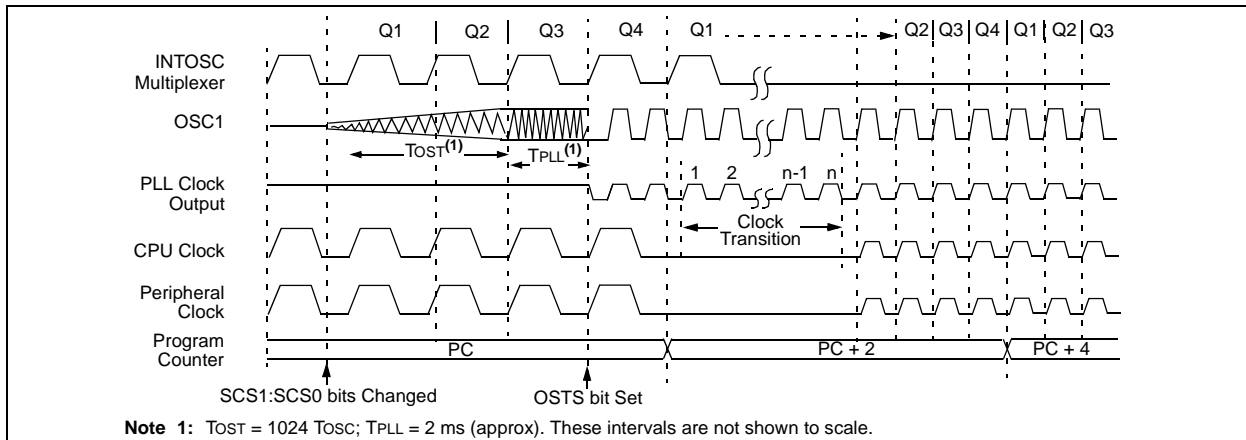 Q1 Q2 Q3 Q4 Q1 Q2 Q3 Q4 Q1 Q2 Q3
INTOSC
Multiplexer
OSC1
TOST(1) TPLL(1)
1 2 n-1 n
PLL Clock
Output
Clock
Transition
CPU Clock
Peripheral
Clock
Program
Counter
PC PC + 2 PC + 4
SCS1:SCS0 bits Changed OSTS bit Set
Note 1: TOST = 1024 TOSC; TPLL = 2 ms (approx). These intervals are not shown to scale.